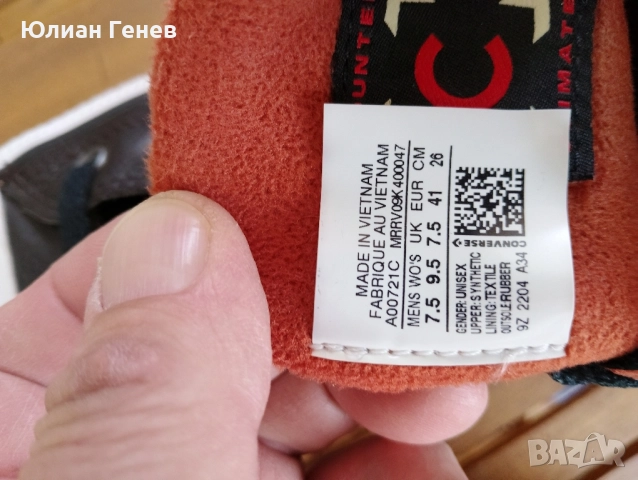 Юлиан Генев
MADE IN VIETNAM
FABRIQUE AU VIETNAM
A00721C MRRV09K400047
MENS WO'S UK EUR CM
7.5 9.5 7.5 41 26
GENDER:UNISEX
UPPER:SYNTHETIC
LINING:TEXTILE
OUTSOLE:RUBBER
9Z 2204 A34
CONVERSE
BAZAR